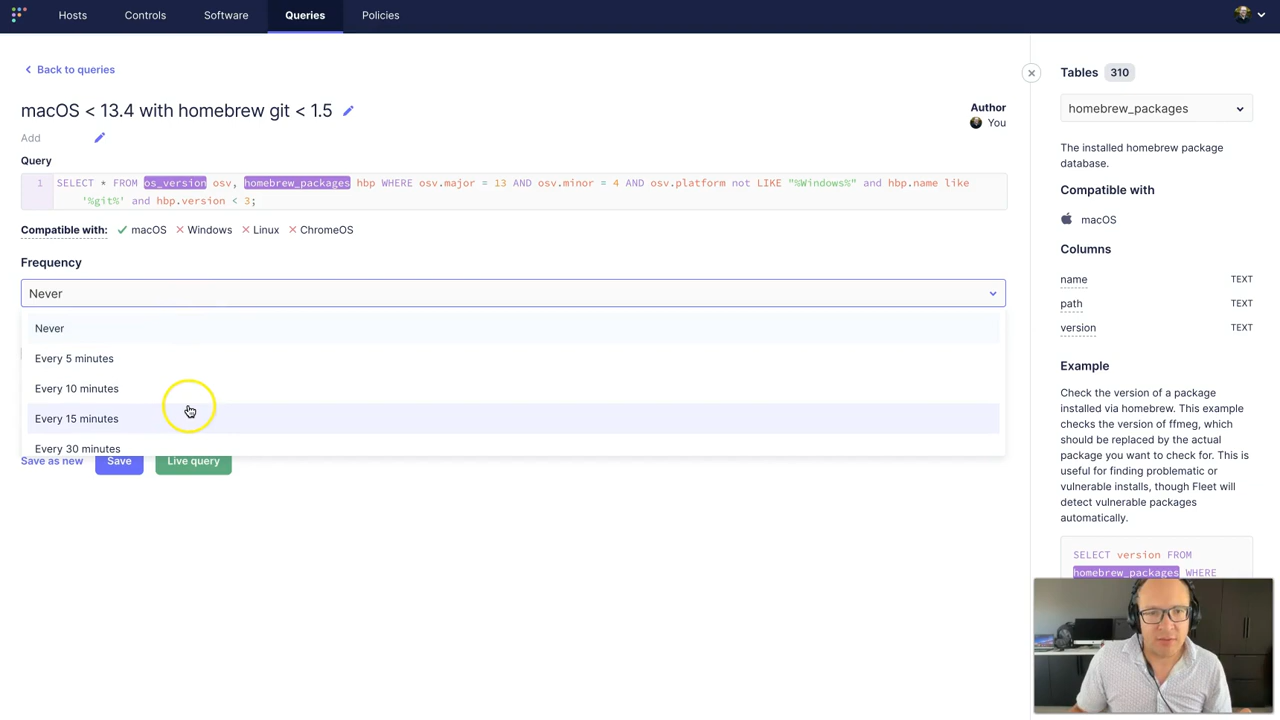 Hosts Controls Software Queries Policies
Back to queries
macOS < 13.4 with homebrew git < 1.5
Add
Author
You
Query
1 SELECT * FROM os_version osv, homebrew_packages hbp WHERE osv.major = 13 AND osv.minor = 4 AND osv.platform not LIKE "%Windows%" and hbp.name like
'%git%' and hbp.version < 3;
Compatible with: macOS Windows Linux ChromeOS
Frequency
Never
Never
Every 5 minutes
Every 10 minutes
Every 15 minutes
Every 30 minutes
Save as new Save Live query
Tables 310
homebrew_packages
The installed homebrew package
database.
Compatible with
macOS
Columns
name TEXT
path TEXT
version TEXT
Example
Check the version of a package
installed via homebrew. This example
checks the version of ffmeg, which
should be replaced by the actual
package you want to check for. This is
useful for finding problematic or
vulnerable installs, though Fleet will
detect vulnerable packages
automatically.
SELECT version FROM
homebrew_packages WHERE